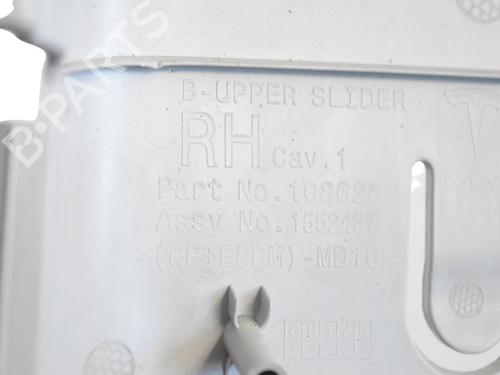 B-PARTS
B-UPPER SLIDER
RH Cav.1
Part No.1086262
Assy No.1552487
(PP+EPDM)-MD10